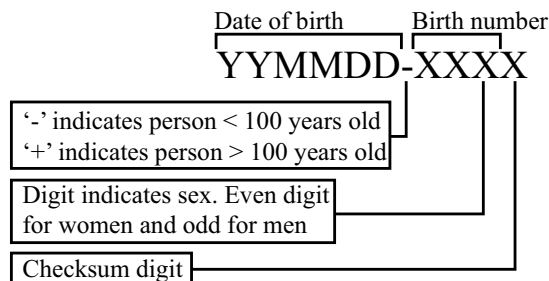 Date of birth Birth number
YYMMDD-XXXX
‘-’ indicates person < 100 years old
‘+’ indicates person > 100 years old
Digit indicates sex. Even digit
for women and odd for men
Checksum digit